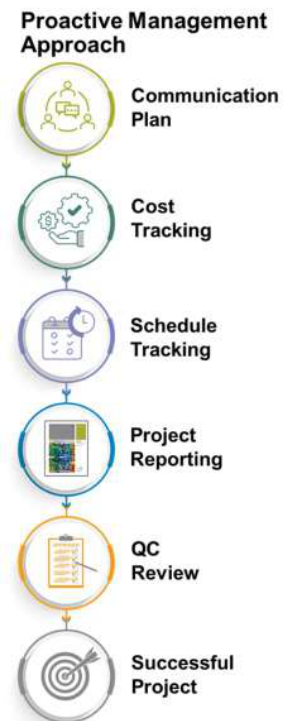 Proactive Management
Approach
Communication
Plan
Cost
Tracking
Schedule
Tracking
Project
Reporting
QC
Review
Successful
Project